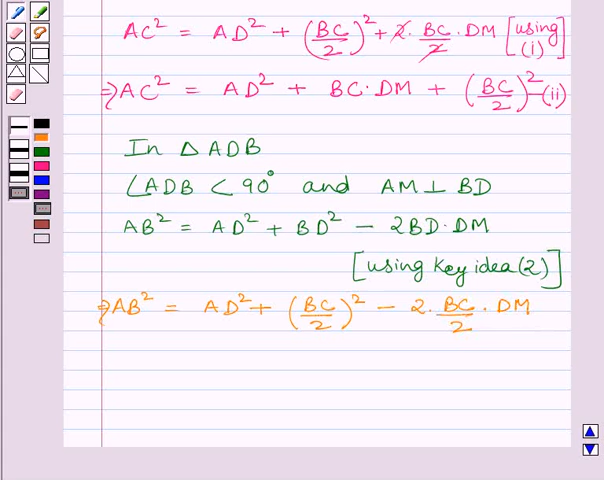 AC² = AD² + (BC/2)² + 2 · BC/2 · DM [using (i)]
⇒ AC² = AD² + BC · DM + (BC/2)² – (ii)
In △ ADB
∠ADB < 90° and AM ⊥ BD
AB² = AD² + BD² − 2BD · DM
[using Key idea (2)]
⇒ AB² = AD² + (BC/2)² − 2 · BC/2 · DM